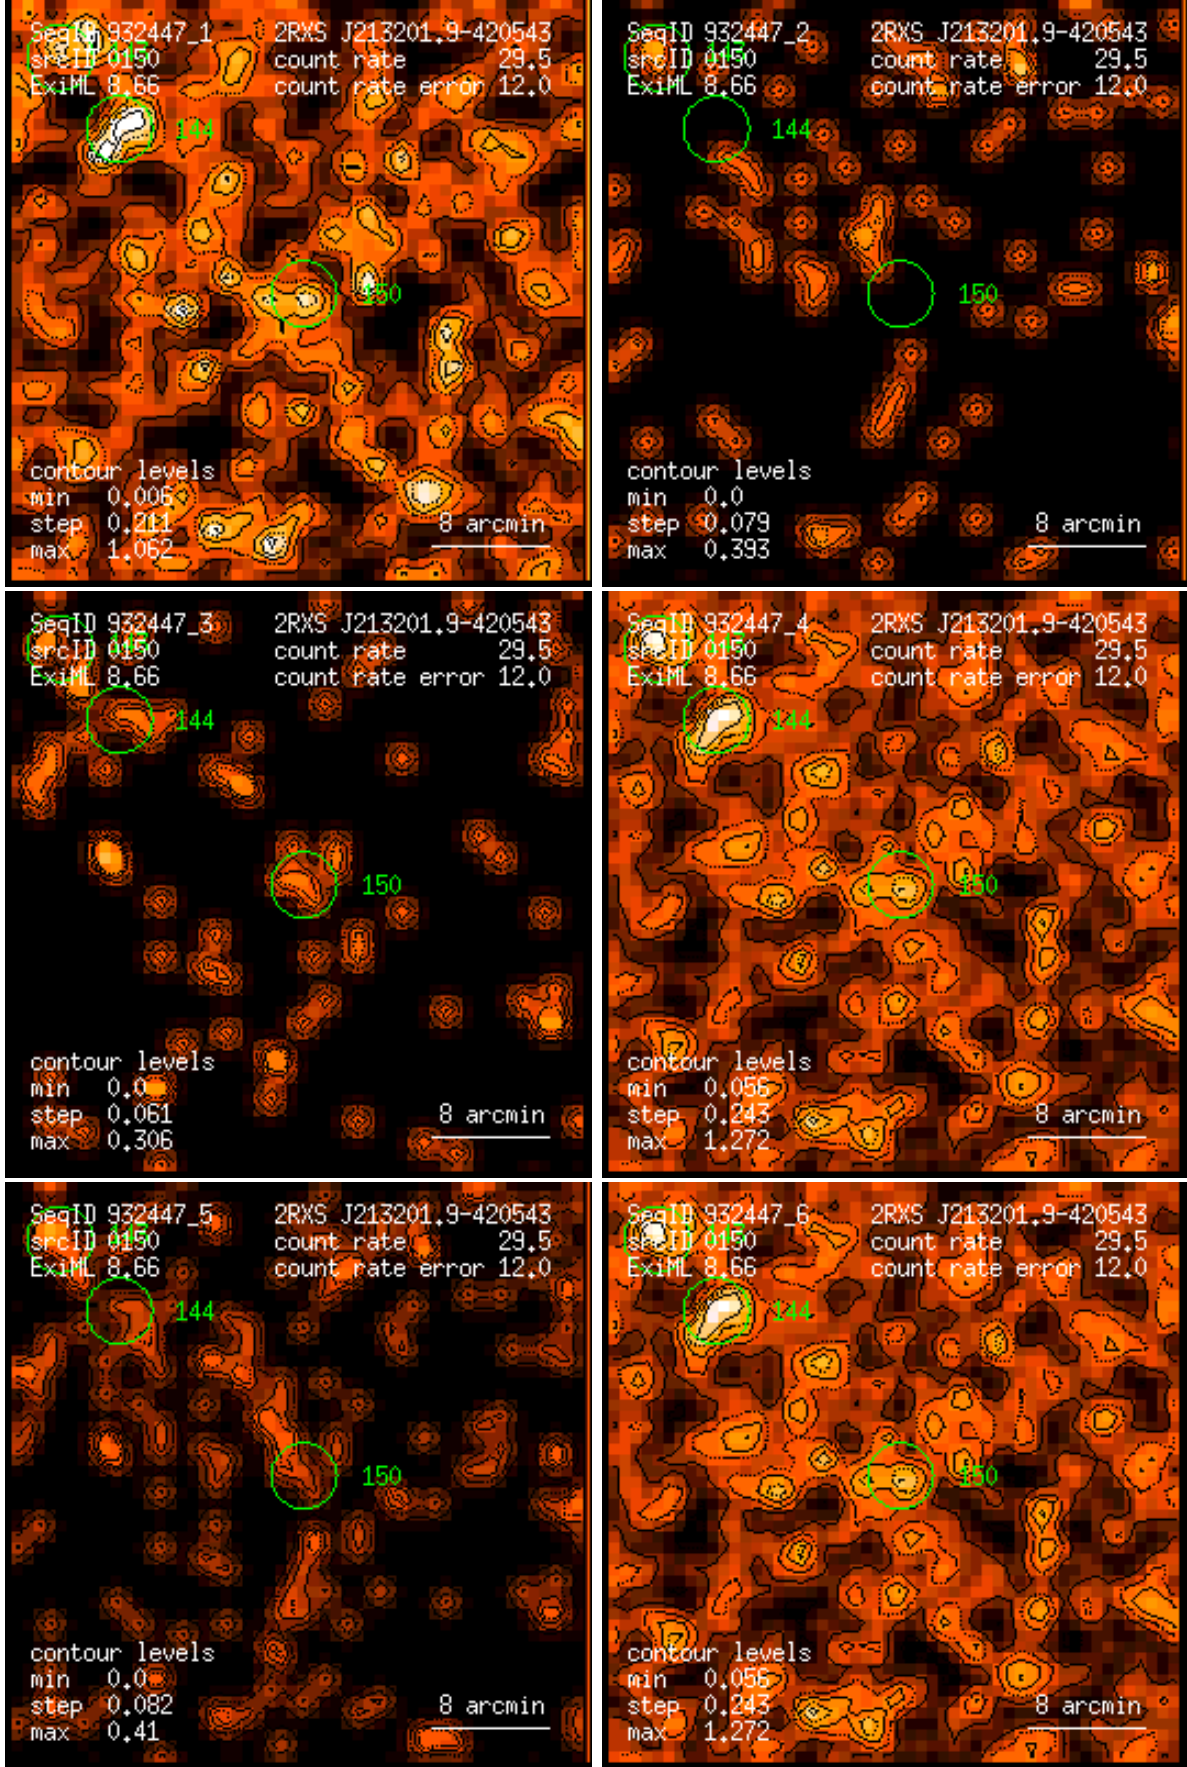 SeqID 932447_1 2RXS J213201.9-420543
srcID 0150 count rate 29.5
ExiML 8.66 count rate error 12.0
144
150
contour levels
min 0.006
step 0.211
max 1.062
8 arcmin
SeqID 932447_2 2RXS J213201.9-420543
srcID 0150 count rate 29.5
ExiML 8.66 count rate error 12.0
144
150
contour levels
min 0.0
step 0.079
max 0.393
8 arcmin
SeqID 932447_3 2RXS J213201.9-420543
srcID 0150 count rate 29.5
ExiML 8.66 count rate error 12.0
144
150
contour levels
min 0.0
step 0.061
max 0.306
8 arcmin
SeqID 932447_4 2RXS J213201.9-420543
srcID 0150 count rate 29.5
ExiML 8.66 count rate error 12.0
144
150
contour levels
min 0.056
step 0.243
max 1.272
8 arcmin
SeqID 932447_5 2RXS J213201.9-420543
srcID 0150 count rate 29.5
ExiML 8.66 count rate error 12.0
144
150
contour levels
min 0.0
step 0.082
max 0.41
8 arcmin
SeqID 932447_6 2RXS J213201.9-420543
srcID 0150 count rate 29.5
ExiML 8.66 count rate error 12.0
144
150
contour levels
min 0.056
step 0.243
max 1.272
8 arcmin